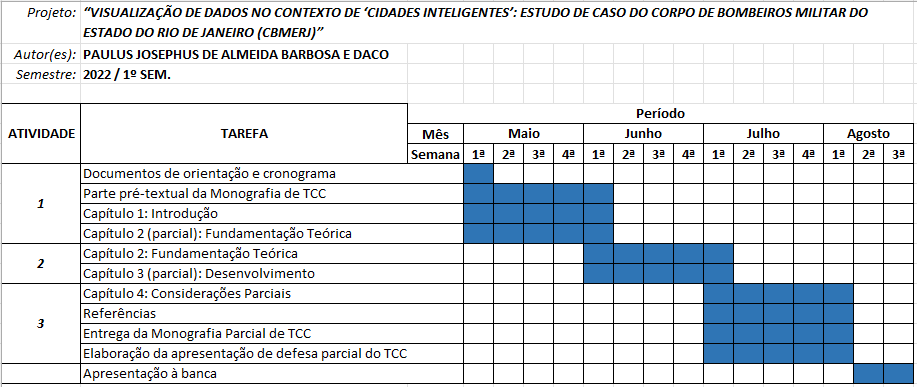 Projeto: “VISUALIZAÇÃO DE DADOS NO CONTEXTO DE ‘CIDADES INTELIGENTES’: ESTUDO DE CASO DO CORPO DE BOMBEIROS MILITAR DO
ESTADO DO RIO DE JANEIRO (CBMERJ)”
Autor(es): PAULUS JOSEPHUS DE ALMEIDA BARBOSA E DACO
Semestre: 2022 / 1º SEM.
Período
ATIVIDADE TAREFA Mês Maio Junho Julho Agosto
Semana 1ª 2ª 3ª 4ª 1ª 2ª 3ª 4ª 1ª 2ª 3ª 4ª 1ª 2ª 3ª
Documentos de orientação e cronograma
1 Parte pré-textual da Monografia de TCC
Capítulo 1: Introdução
Capítulo 2 (parcial): Fundamentação Teórica
2 Capítulo 2: Fundamentação Teórica
Capítulo 3 (parcial): Desenvolvimento
3 Capítulo 4: Considerações Parciais
Referências
Entrega da Monografia Parcial de TCC
Elaboração da apresentação de defesa parcial do TCC
Apresentação à banca